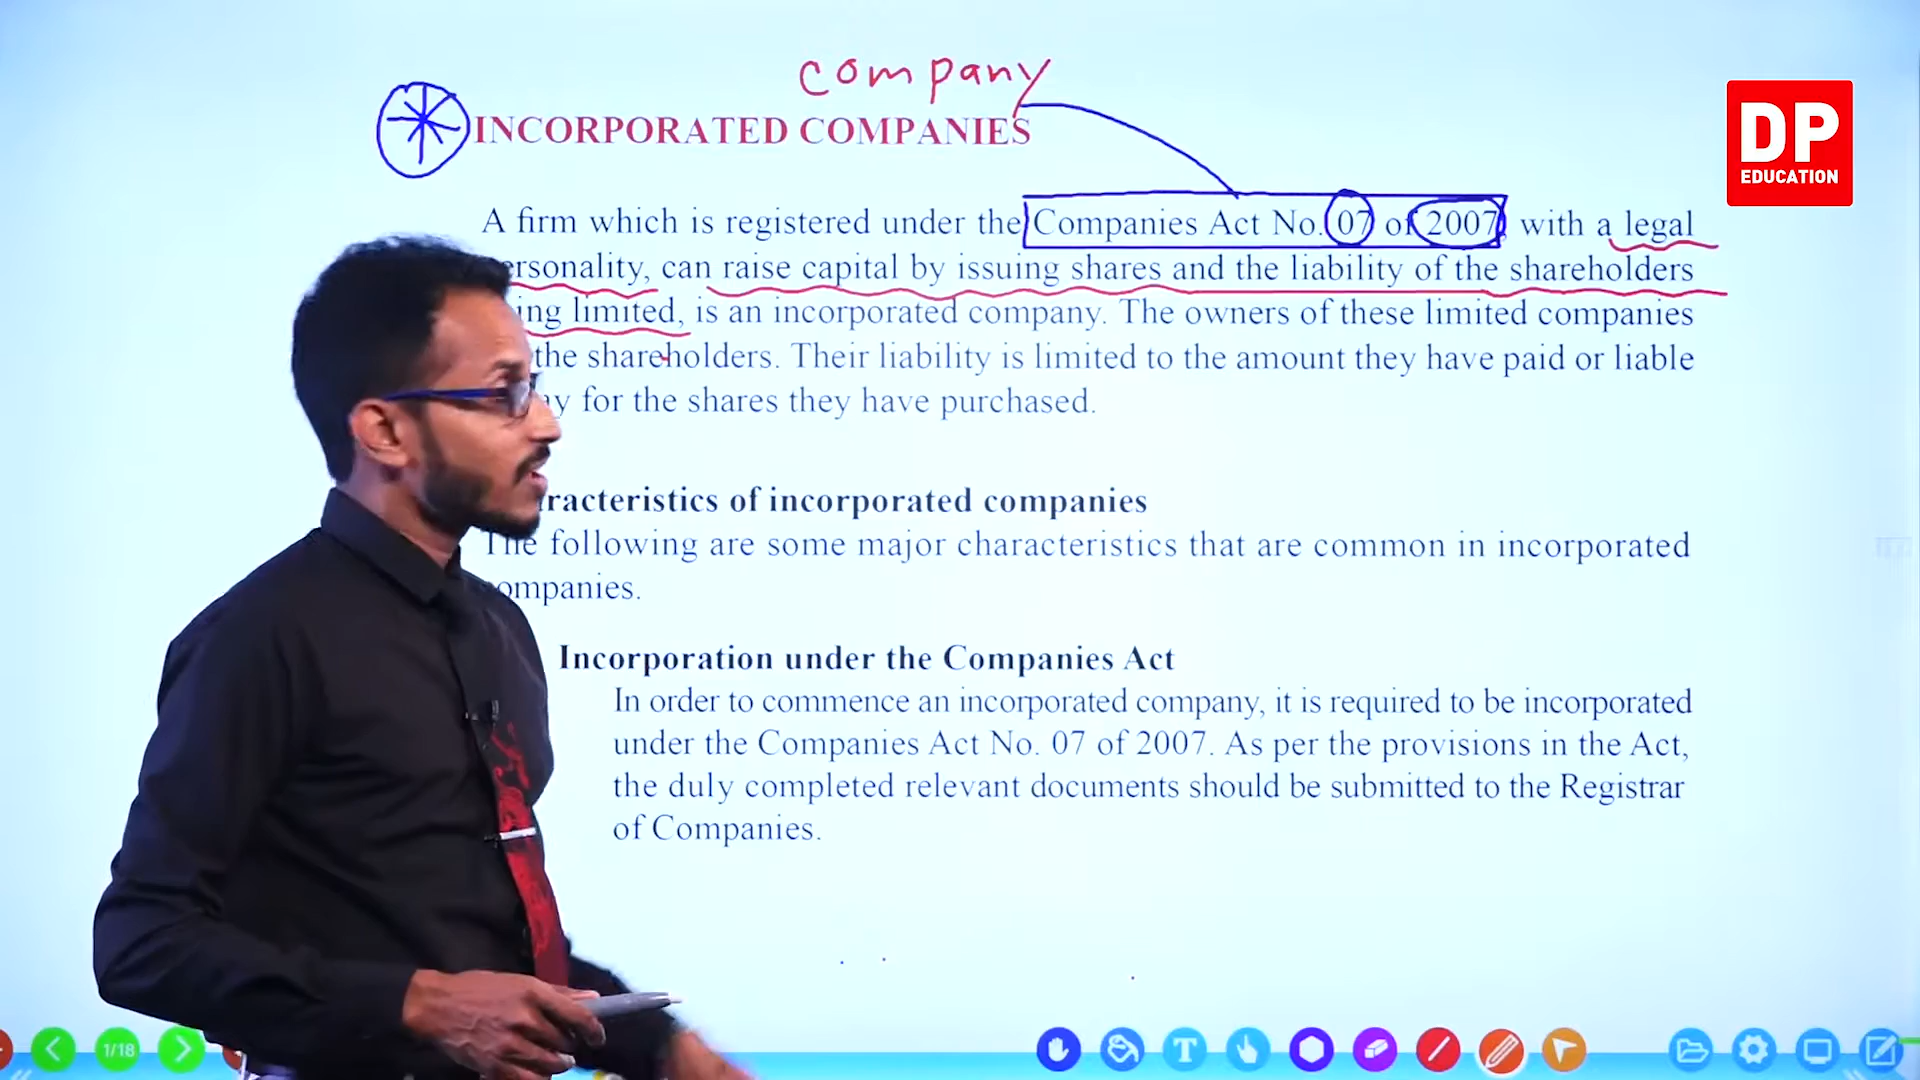 company
INCORPORATED COMPANIES
DP
EDUCATION
A firm which is registered under the Companies Act No. 07 of 2007, with a legal
ersonality, can raise capital by issuing shares and the liability of the shareholders
ing limited, is an incorporated company. The owners of these limited companies
the shareholders. Their liability is limited to the amount they have paid or liable
ay for the shares they have purchased.
racteristics of incorporated companies
The following are some major characteristics that are common in incorporated
ompanies.
Incorporation under the Companies Act
In order to commence an incorporated company, it is required to be incorporated
under the Companies Act No. 07 of 2007. As per the provisions in the Act,
the duly completed relevant documents should be submitted to the Registrar
of Companies.
1/18
T